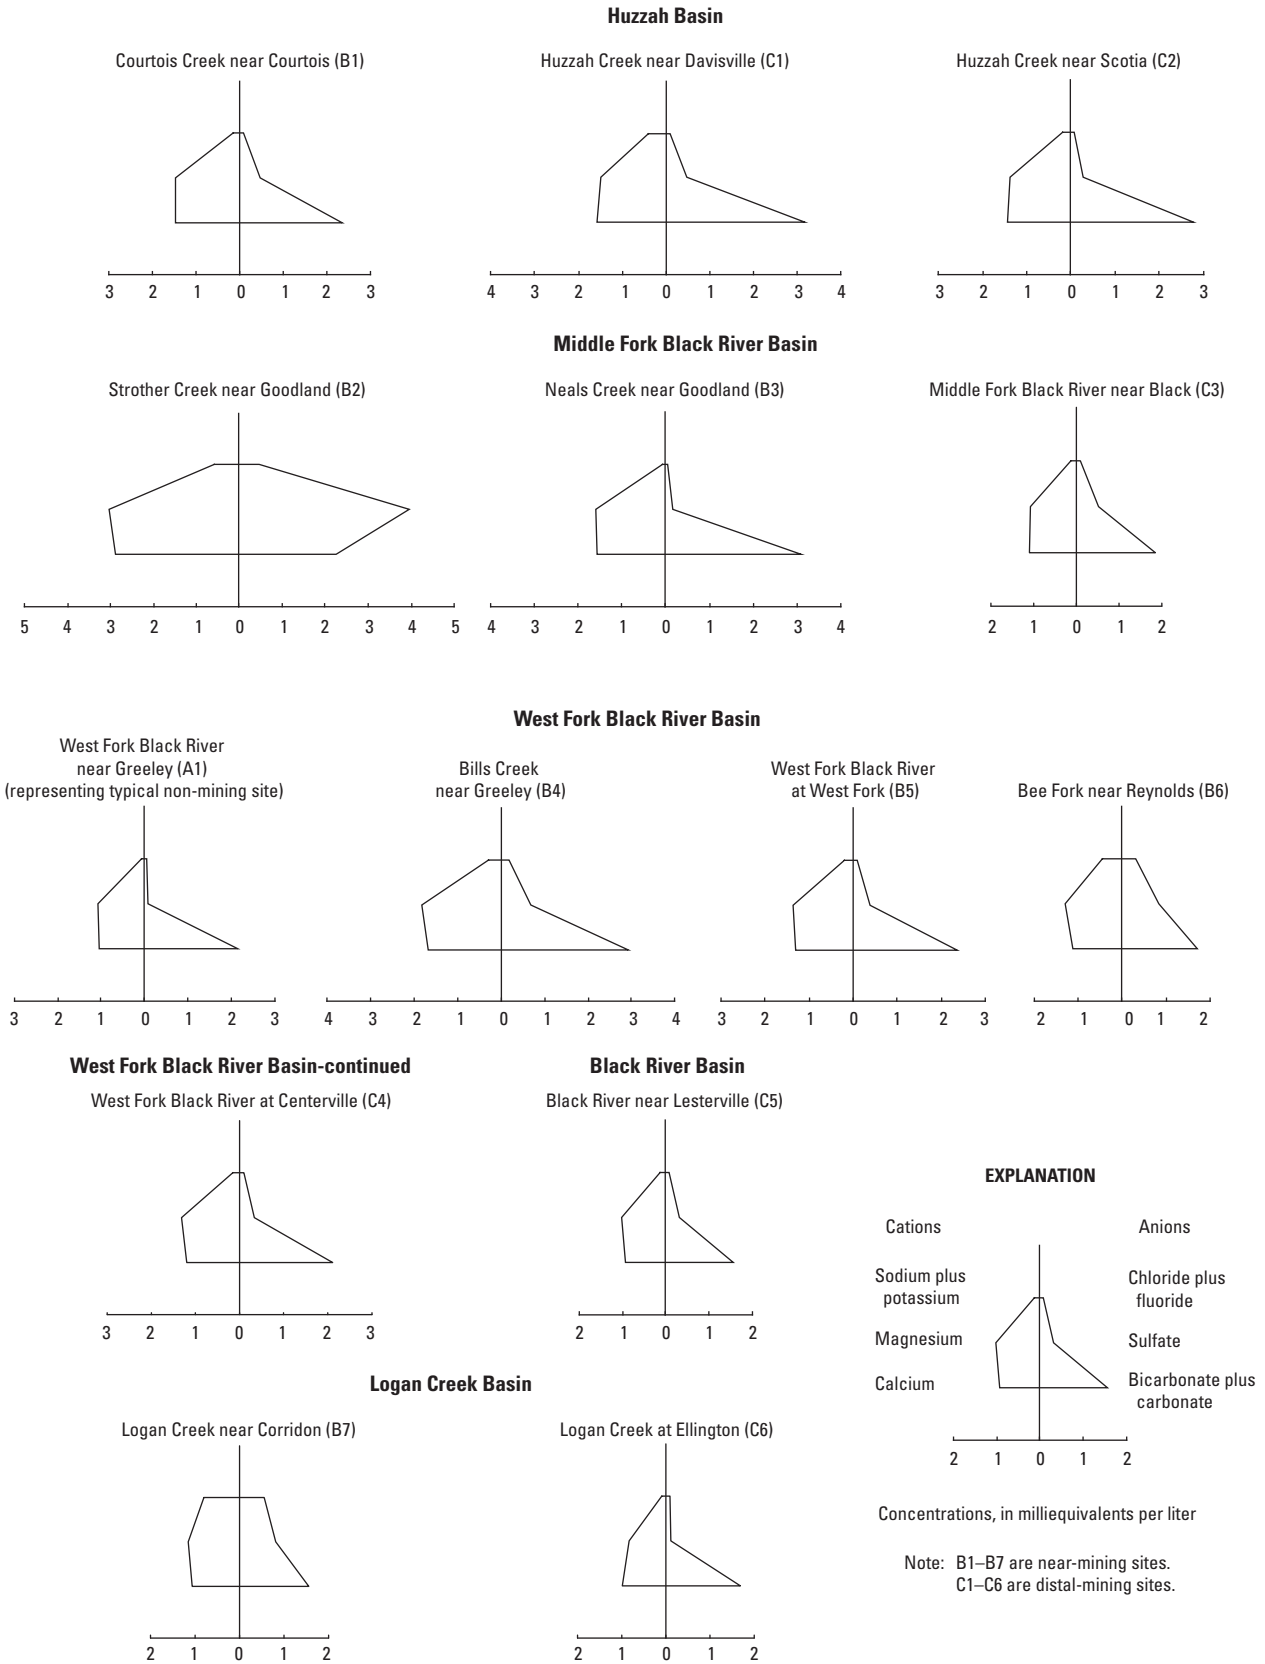 Huzzah Basin
Courtois Creek near Courtois (B1)
Huzzah Creek near Davisville (C1)
Huzzah Creek near Scotia (C2)
3 2 1 0 1 2 3
4 3 2 1 0 1 2 3 4
3 2 1 0 1 2 3
Middle Fork Black River Basin
Strother Creek near Goodland (B2)
Neals Creek near Goodland (B3)
Middle Fork Black River near Black (C3)
5 4 3 2 1 0 1 2 3 4 5
4 3 2 1 0 1 2 3 4
2 1 0 1 2
West Fork Black River Basin
West Fork Black River
near Greeley (A1)
(representing typical non-mining site)
Bills Creek
near Greeley (B4)
West Fork Black River
at West Fork (B5)
Bee Fork near Reynolds (B6)
3 2 1 0 1 2 3
4 3 2 1 0 1 2 3 4
3 2 1 0 1 2 3
2 1 0 1 2
West Fork Black River Basin-continued
Black River Basin
West Fork Black River at Centerville (C4)
Black River near Lesterville (C5)
3 2 1 0 1 2 3
2 1 0 1 2
Logan Creek Basin
Logan Creek near Corridon (B7)
Logan Creek at Ellington (C6)
2 1 0 1 2
2 1 0 1 2
EXPLANATION
Cations
Anions
Sodium plus
potassium
Chloride plus
fluoride
Magnesium
Sulfate
Calcium
Bicarbonate plus
carbonate
2 1 0 1 2
Concentrations, in milliequivalents per liter
Note: B1–B7 are near-mining sites.
C1–C6 are distal-mining sites.